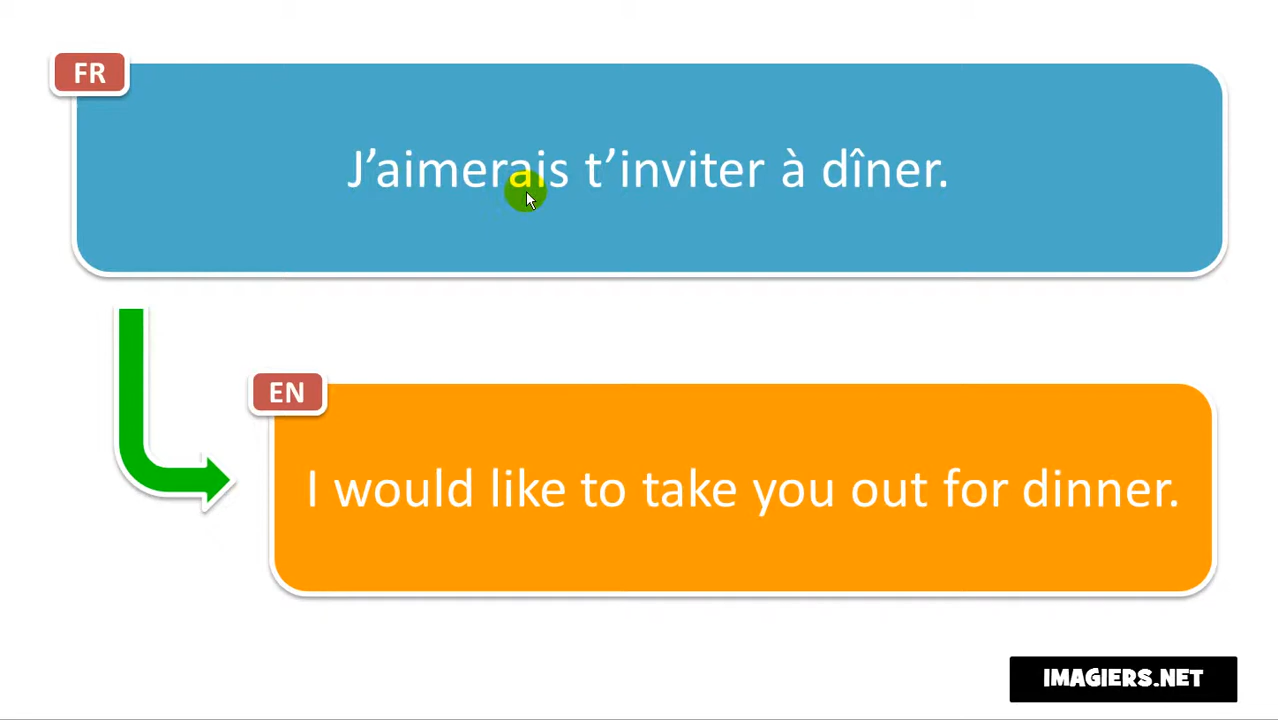 FR
J’aimerais t’inviter à dîner.
EN
I would like to take you out for dinner.
IMAGIERS.NET